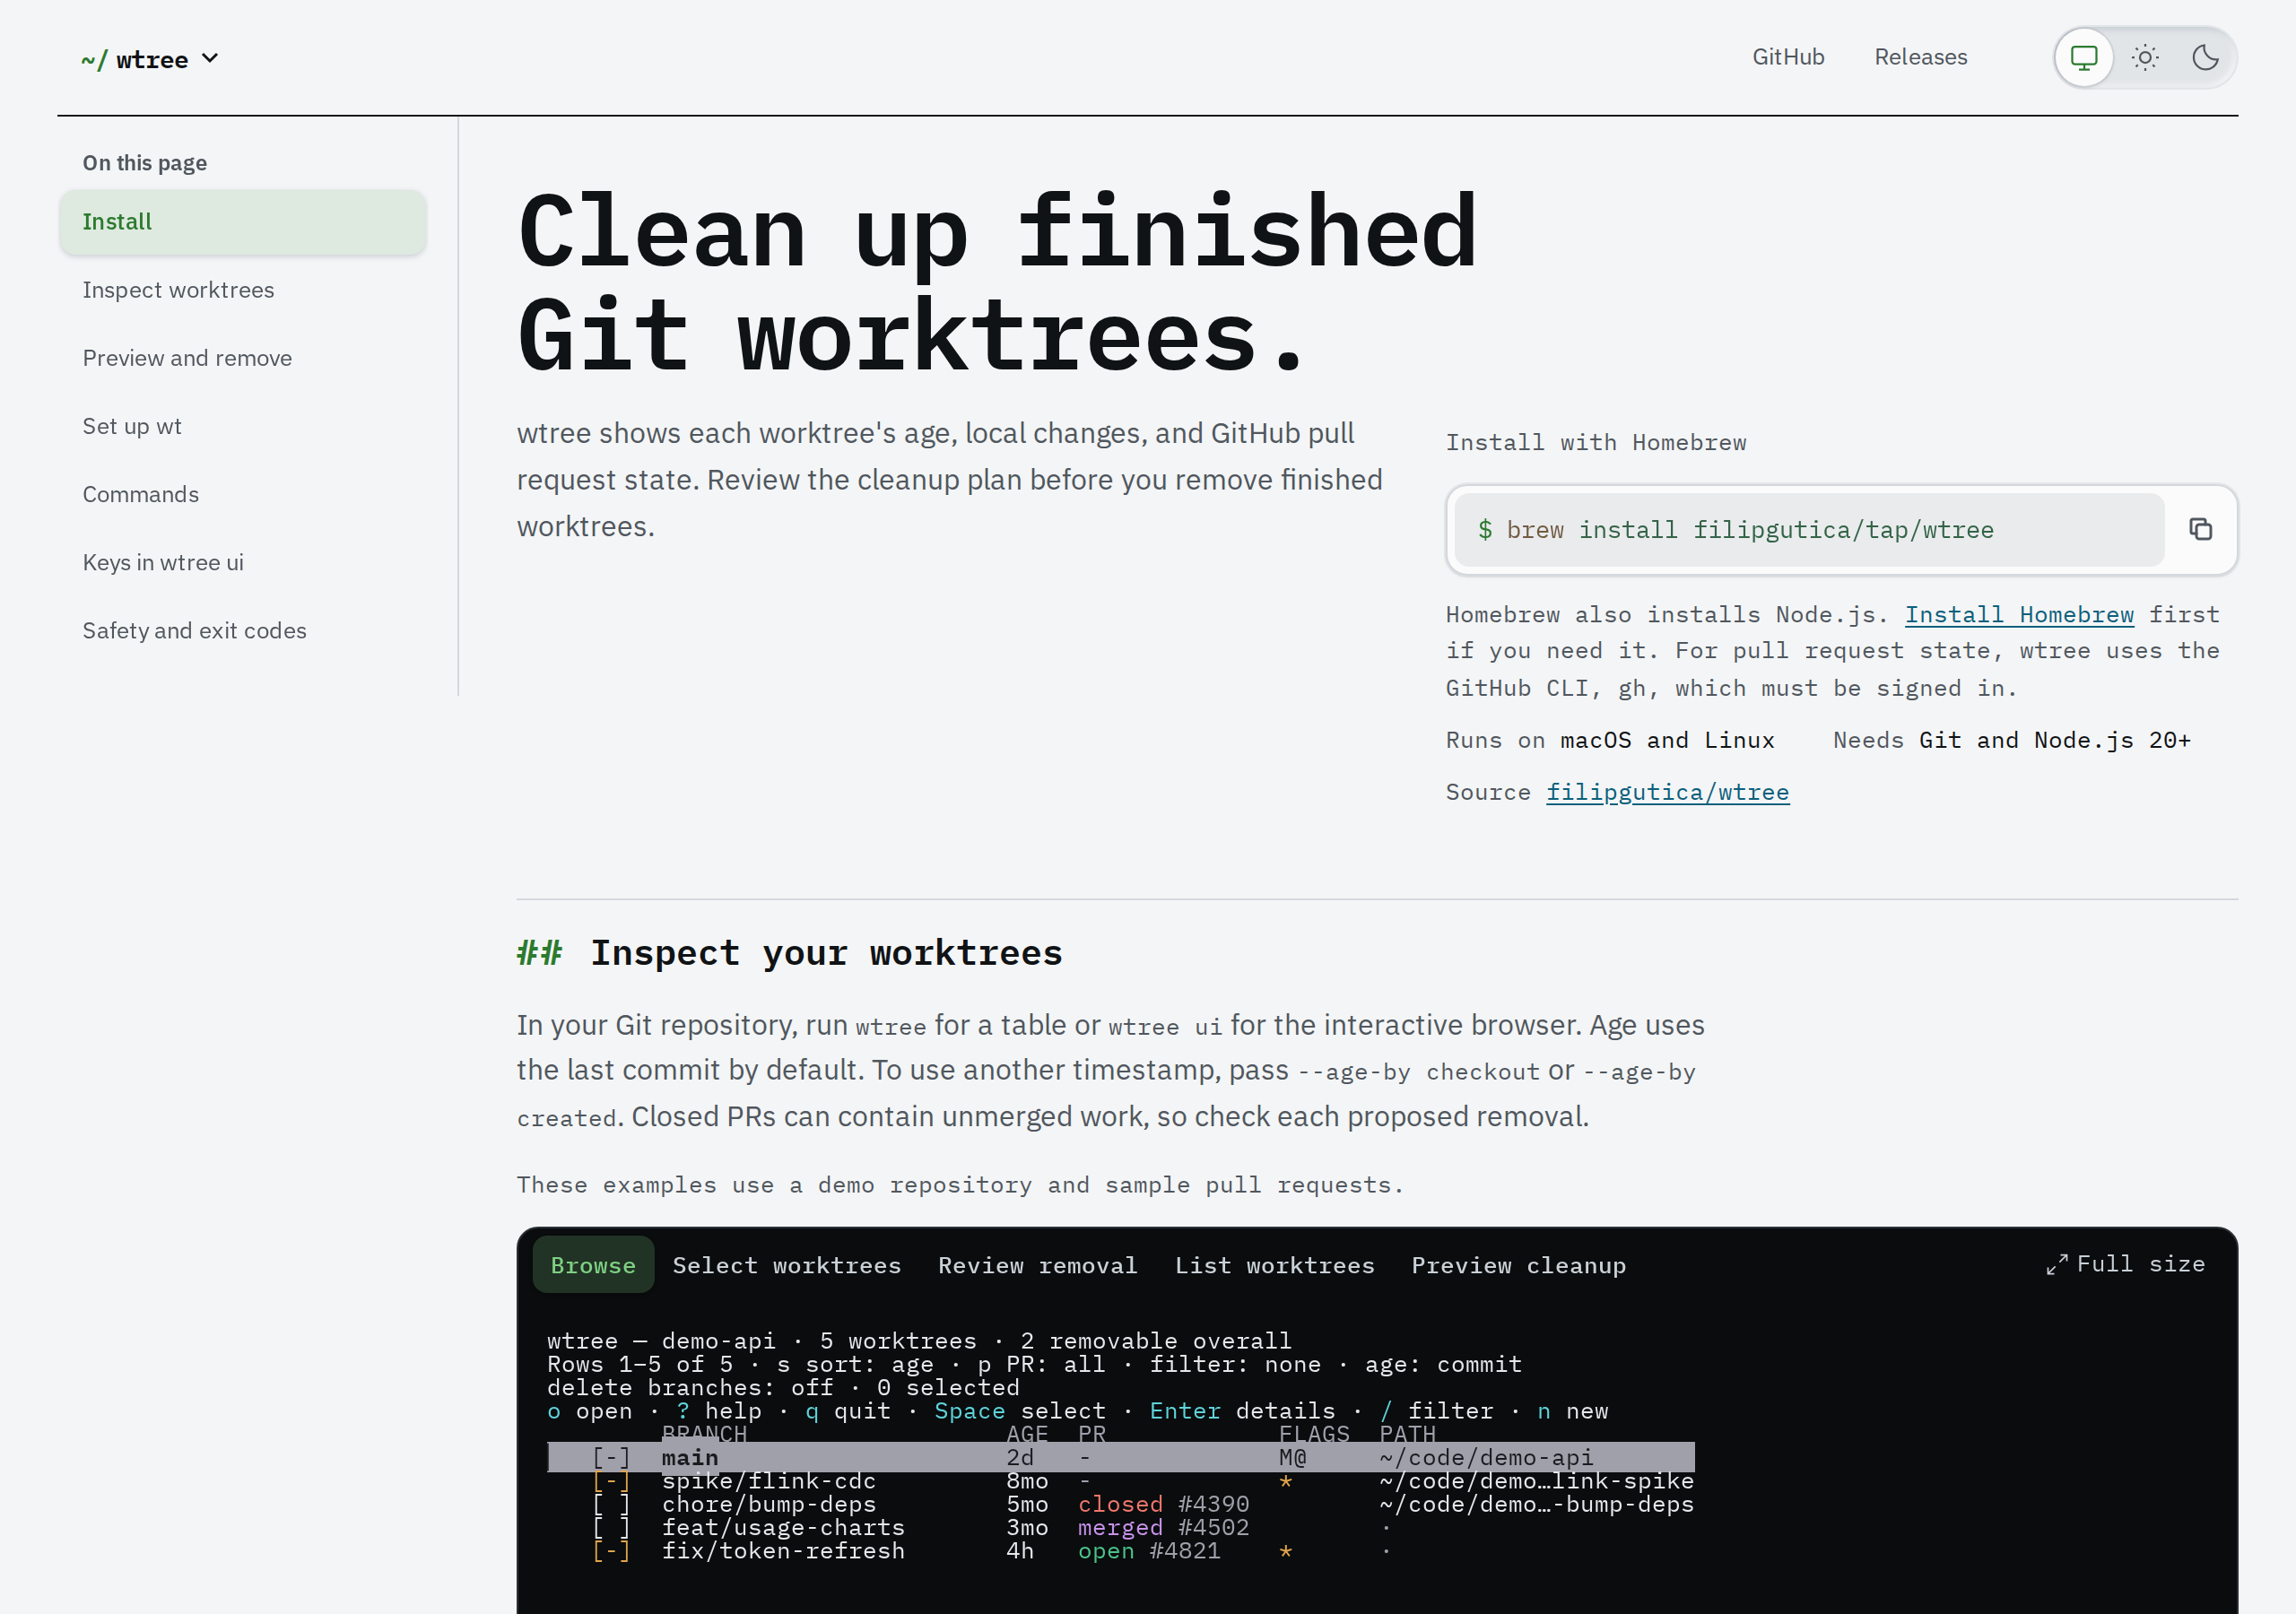 ~/ wtree
GitHub Releases
On this page
Install
Inspect worktrees
Preview and remove
Set up wt
Commands
Keys in wtree ui
Safety and exit codes
Clean up finished
Git worktrees.
wtree shows each worktree's age, local changes, and GitHub pull
request state. Review the cleanup plan before you remove finished
worktrees.
Install with Homebrew
$ brew install filipgutica/tap/wtree
Homebrew also installs Node.js. Install Homebrew first
if you need it. For pull request state, wtree uses the
GitHub CLI, gh, which must be signed in.
Runs on macOS and Linux Needs Git and Node.js 20+
Source filipgutica/wtree
## Inspect your worktrees
In your Git repository, run wtree for a table or wtree ui for the interactive browser. Age uses
the last commit by default. To use another timestamp, pass --age-by checkout or --age-by
created. Closed PRs can contain unmerged work, so check each proposed removal.
These examples use a demo repository and sample pull requests.
Browse Select worktrees Review removal List worktrees Preview cleanup Full size
wtree — demo-api · 5 worktrees · 2 removable overall
Rows 1–5 of 5 · s sort: age · p PR: all · filter: none · age: commit
delete branches: off · 0 selected
o open · ? help · q quit · Space select · Enter details · / filter · n new
BRANCH AGE PR FLAGS PATH
[-] main 2d - M@ ~/code/demo-api
[-] spike/flink-cdc 8mo - * ~/code/demo…link-spike
[ ] chore/bump-deps 5mo closed #4390 ~/code/demo…-bump-deps
[ ] feat/usage-charts 3mo merged #4502 ·
[-] fix/token-refresh 4h open #4821 * ·